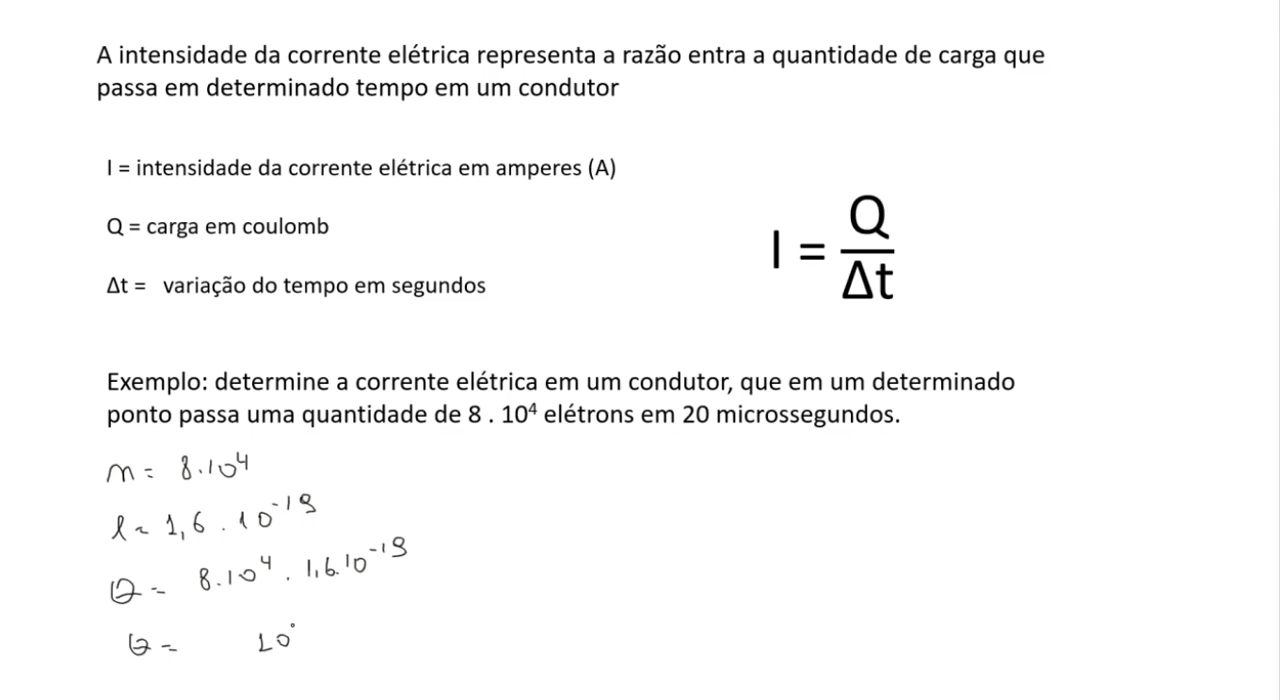 A intensidade da corrente elétrica representa a razão entra a quantidade de carga que
passa em determinado tempo em um condutor
I = intensidade da corrente elétrica em amperes (A)
Q = carga em coulomb
Δt = variação do tempo em segundos
I = Q/Δt
Exemplo: determine a corrente elétrica em um condutor, que em um determinado
ponto passa uma quantidade de 8 . 10⁴ elétrons em 20 microssegundos.
n = 8.10⁴
e = 1,6 . 10⁻¹⁹
Q = 8.10⁴ . 1,6.10⁻¹⁹
Q = 10